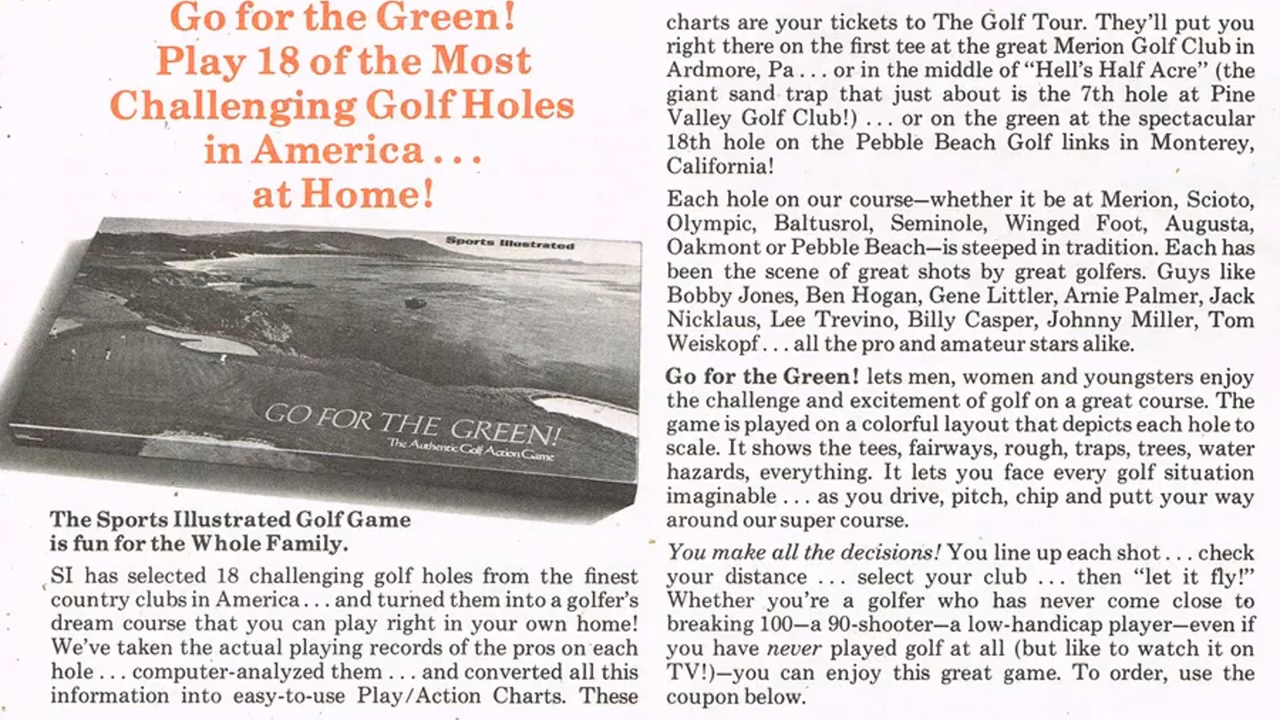 Go for the Green!
Play 18 of the Most
Challenging Golf Holes
in America...
at Home!
Sports Illustrated
GO FOR THE GREEN!
The Authentic Golf Action Game
The Sports Illustrated Golf Game
is fun for the Whole Family.
SI has selected 18 challenging golf holes from the finest
country clubs in America...and turned them into a golfer's
dream course that you can play right in your own home!
We've taken the actual playing records of the pros on each
hole...computer-analyzed them...and converted all this
information into easy-to-use Play/Action Charts. These
charts are your tickets to The Golf Tour. They'll put you
right there on the first tee at the great Merion Golf Club in
Ardmore, Pa...or in the middle of "Hell's Half Acre" (the
giant sand trap that just about is the 7th hole at Pine
Valley Golf Club!)...or on the green at the spectacular
18th hole on the Pebble Beach Golf links in Monterey,
California!
Each hole on our course—whether it be at Merion, Scioto,
Olympic, Baltusrol, Seminole, Winged Foot, Augusta,
Oakmont or Pebble Beach—is steeped in tradition. Each has
been the scene of great shots by great golfers. Guys like
Bobby Jones, Ben Hogan, Gene Littler, Arnie Palmer, Jack
Nicklaus, Lee Trevino, Billy Casper, Johnny Miller, Tom
Weiskopf...all the pro and amateur stars alike.
Go for the Green! lets men, women and youngsters enjoy
the challenge and excitement of golf on a great course. The
game is played on a colorful layout that depicts each hole to
scale. It shows the tees, fairways, rough, traps, trees, water
hazards, everything. It lets you face every golf situation
imaginable...as you drive, pitch, chip and putt your way
around our super course.
You make all the decisions! You line up each shot...check
your distance...select your club...then "let it fly!"
Whether you're a golfer who has never come close to
breaking 100—a 90-shooter—a low-handicap player—even if
you have never played golf at all (but like to watch it on
TV!)—you can enjoy this great game. To order, use the
coupon below.